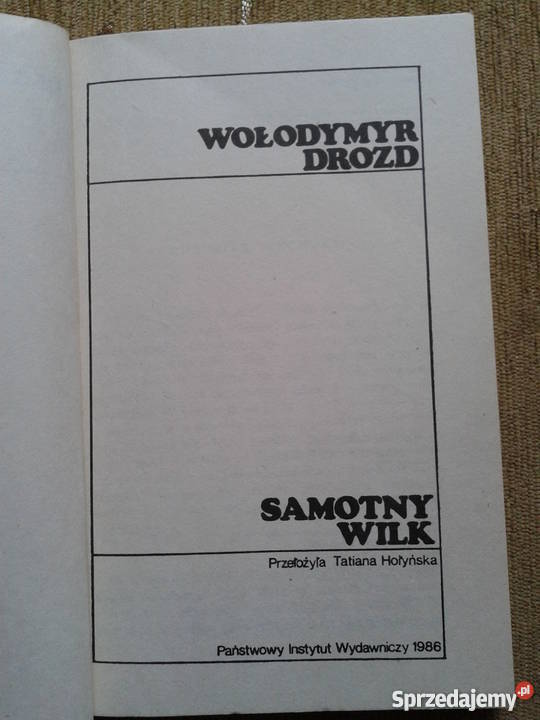 WOŁODYMYR
DROZD
SAMOTNY
WILK
Przełożyła Tatiana Hołyńska
Państwowy Instytut Wydawniczy 1986
Sprzedajemy.pl